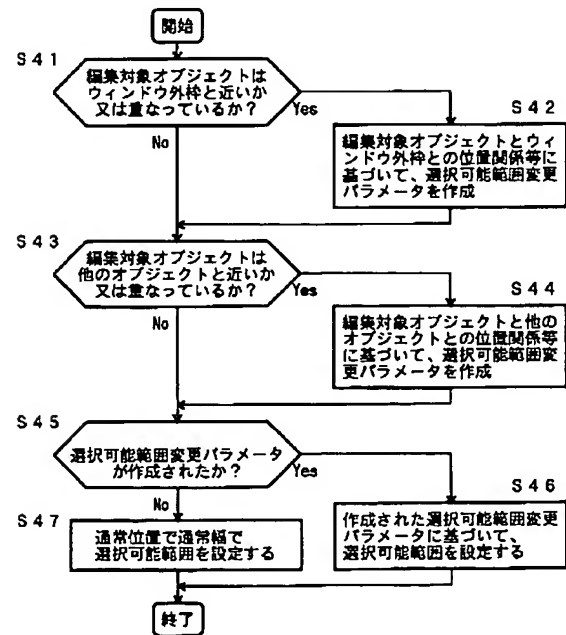 開始
S41
編集対象オブジェクトは
ウィンドウ外枠と近いか
又は重なっているか?
Yes
No
S42
編集対象オブジェクトとウィ
ンドウ外枠との位置関係等に
基づいて、選択可能範囲変更
パラメータを作成
S43
編集対象オブジェクトは
他のオブジェクトと近いか
又は重なっているか?
Yes
No
S44
編集対象オブジェクトと他の
オブジェクトとの位置関係等
に基づいて、選択可能範囲変
更パラメータを作成
S45
選択可能範囲変更パラメータ
が作成されたか?
Yes
No
S46
作成された選択可能範囲変更
パラメータに基づいて、
選択可能範囲を設定する
S47
通常位置で通常幅で
選択可能範囲を設定する
終了